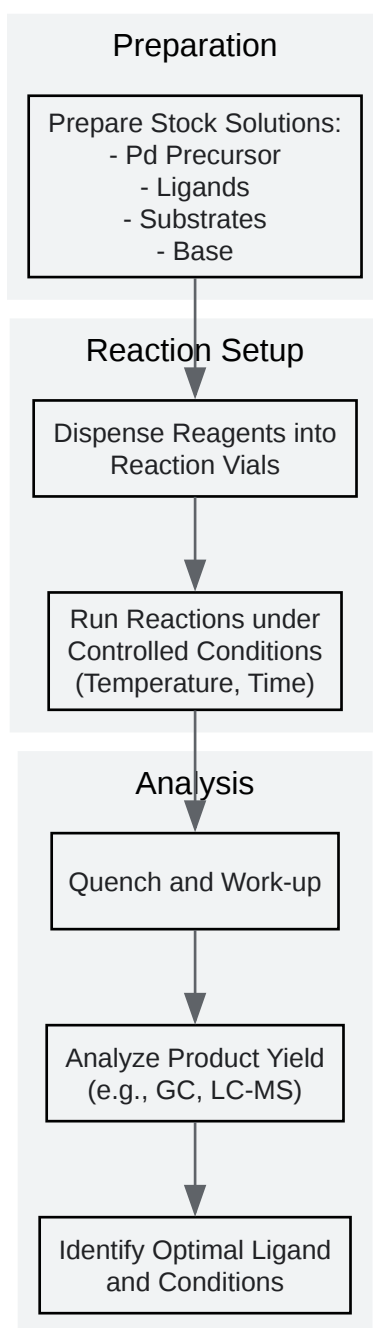 Preparation
Prepare Stock Solutions:
- Pd Precursor
- Ligands
- Substrates
- Base
Reaction Setup
Dispense Reagents into
Reaction Vials
Run Reactions under
Controlled Conditions
(Temperature, Time)
Analysis
Quench and Work-up
Analyze Product Yield
(e.g., GC, LC-MS)
Identify Optimal Ligand
and Conditions